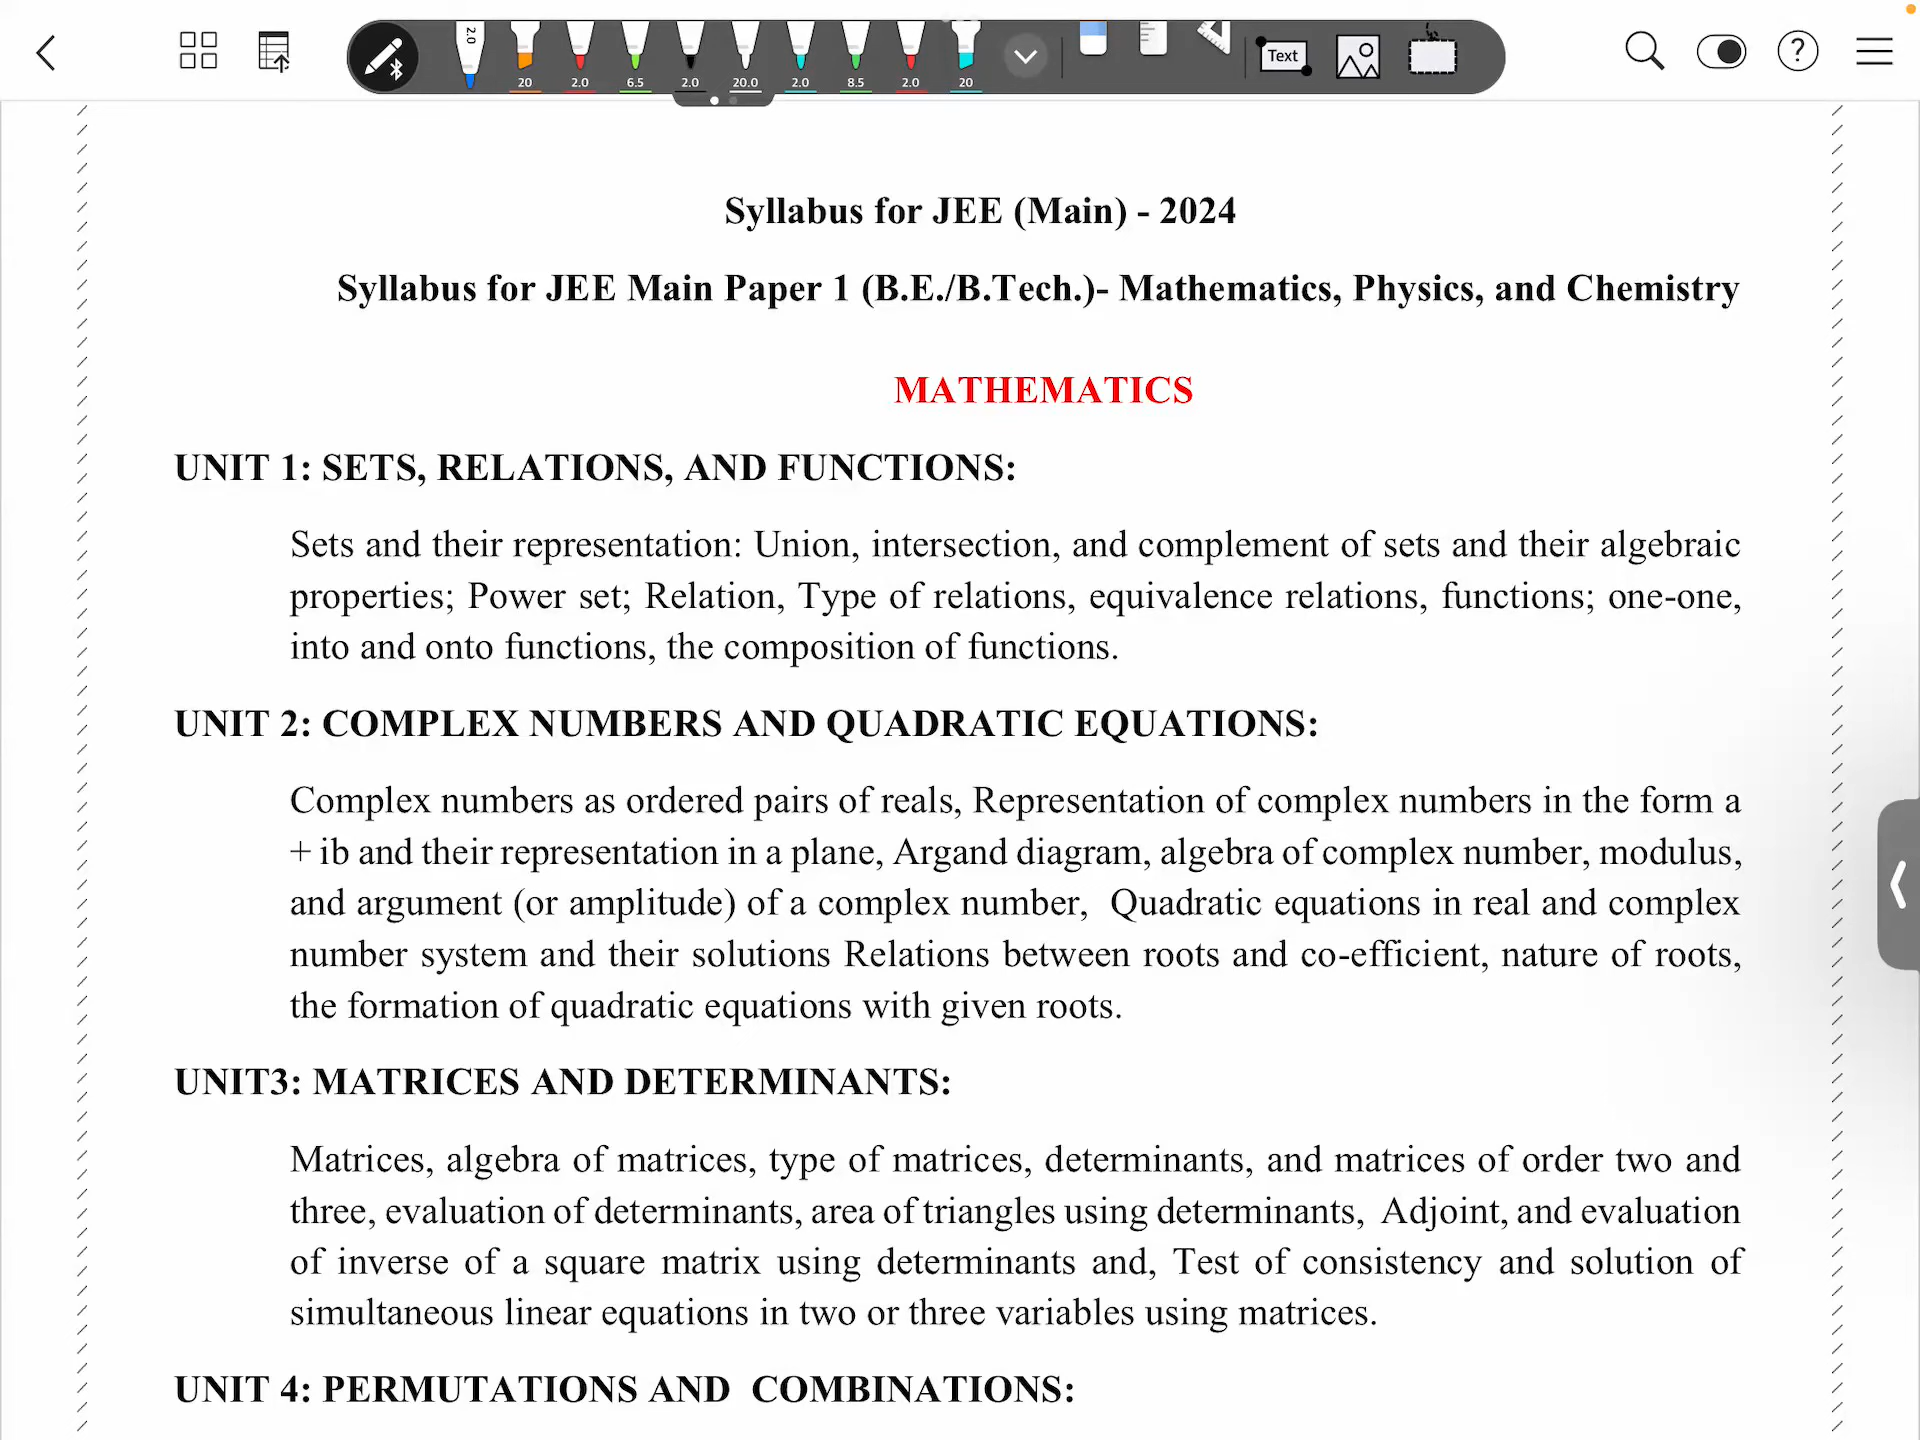 2.0
20 2.0 6.5 2.0 20.0 2.0 8.5 2.0 20
Text
?
Syllabus for JEE (Main) - 2024
Syllabus for JEE Main Paper 1 (B.E./B.Tech.)- Mathematics, Physics, and Chemistry
MATHEMATICS
UNIT 1: SETS, RELATIONS, AND FUNCTIONS:
Sets and their representation: Union, intersection, and complement of sets and their algebraic
properties; Power set; Relation, Type of relations, equivalence relations, functions; one-one,
into and onto functions, the composition of functions.
UNIT 2: COMPLEX NUMBERS AND QUADRATIC EQUATIONS:
Complex numbers as ordered pairs of reals, Representation of complex numbers in the form a
+ ib and their representation in a plane, Argand diagram, algebra of complex number, modulus,
and argument (or amplitude) of a complex number, Quadratic equations in real and complex
number system and their solutions Relations between roots and co-efficient, nature of roots,
the formation of quadratic equations with given roots.
UNIT3: MATRICES AND DETERMINANTS:
Matrices, algebra of matrices, type of matrices, determinants, and matrices of order two and
three, evaluation of determinants, area of triangles using determinants, Adjoint, and evaluation
of inverse of a square matrix using determinants and, Test of consistency and solution of
simultaneous linear equations in two or three variables using matrices.
UNIT 4: PERMUTATIONS AND COMBINATIONS: